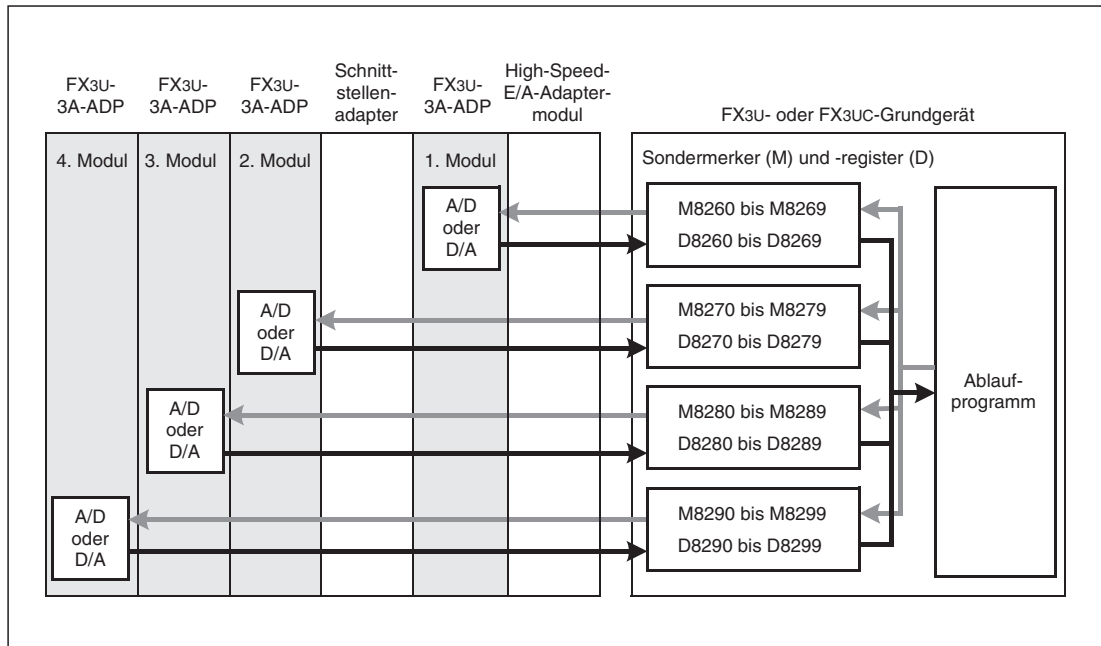 FX3U-
3A-ADP
FX3U-
3A-ADP
FX3U-
3A-ADP
Schnitt-
stellen-
adapter
FX3U-
3A-ADP
High-Speed-
E/A-Adapter-
modul
FX3U- oder FX3UC-Grundgerät
4. Modul
3. Modul
2. Modul
1. Modul
Sondermerker (M) und -register (D)
A/D
oder
D/A
M8260 bis M8269
D8260 bis D8269
A/D
oder
D/A
M8270 bis M8279
D8270 bis D8279
A/D
oder
D/A
M8280 bis M8289
D8280 bis D8289
A/D
oder
D/A
M8290 bis M8299
D8290 bis D8299
Ablauf-
programm